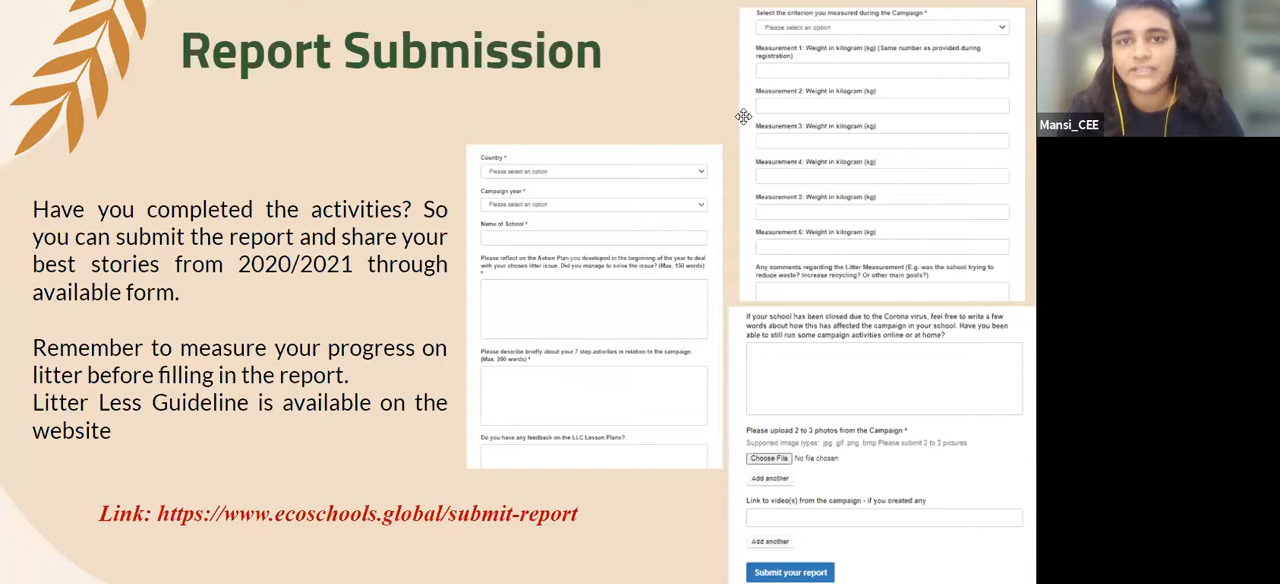 Report Submission
Have you completed the activities? So
you can submit the report and share your
best stories from 2020/2021 through
available form.
Remember to measure your progress on
litter before filling in the report.
Litter Less Guideline is available on the
website
Link: https://www.ecoschools.global/submit-report
Country *
Please select an option
Campaign year *
Please select an option
Name of School *
Please reflect on the Action Plan you developed in the beginning of the year to deal
with your chosen litter issue. Did you manage to solve the issue? (Max. 150 words)
*
Please describe briefly about your 7 step activities in relation to the campaign.
(Max. 200 words) *
Do you have any feedback on the LLC Lesson Plans?
Select the criterion you measured during the Campaign *
Please select an option
Measurement 1: Weight in kilogram (kg) (Same number as provided during
registration)
Measurement 2: Weight in kilogram (kg)
Measurement 3: Weight in kilogram (kg)
Measurement 4: Weight in kilogram (kg)
Measurement 5: Weight in kilogram (kg)
Measurement 6: Weight in kilogram (kg)
Any comments regarding the Litter Measurement (E.g. was the school trying to
reduce waste? Increase recycling? Or other main goals?)
If your school has been closed due to the Corona virus, feel free to write a few
words about how this has affected the campaign in your school. Have you been
able to still run some campaign activities online or at home?
Please upload 2 to 3 photos from the Campaign *
Supported image types: .jpg .gif .png .bmp Please submit 2 to 3 pictures.
Choose File No file chosen
Add another
Link to video(s) from the campaign - if you created any
Add another
Submit your report
Mansi_CEE